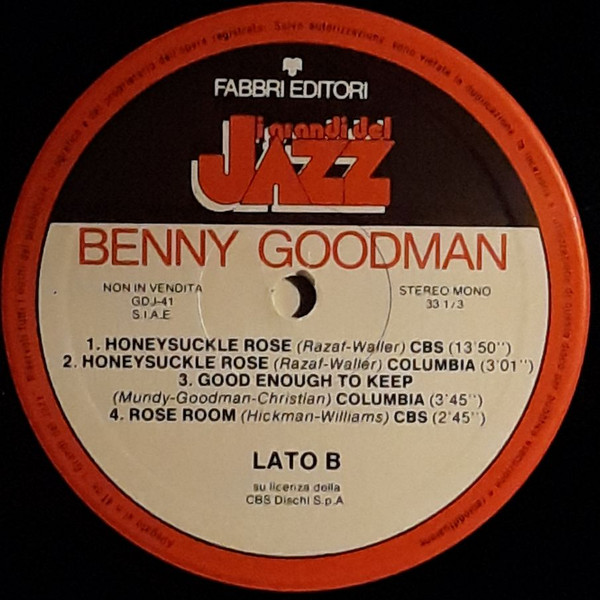 FABBRI EDITORI
i grandi del
JAZZ
BENNY GOODMAN
NON IN VENDITA
GDJ-41
S.I.A.E
STEREO MONO
33 1/3
1. HONEYSUCKLE ROSE (Razaf-Waller) CBS (13'50'')
2. HONEYSUCKLE ROSE (Razaf-Waller) COLUMBIA (3'01'')
3. GOOD ENOUGH TO KEEP
(Mundy-Goodman-Christian) COLUMBIA (3'45'')
4. ROSE ROOM (Hickman-Williams) CBS (2'45'')
LATO B
su licenza della
CBS Dischi S.p.A